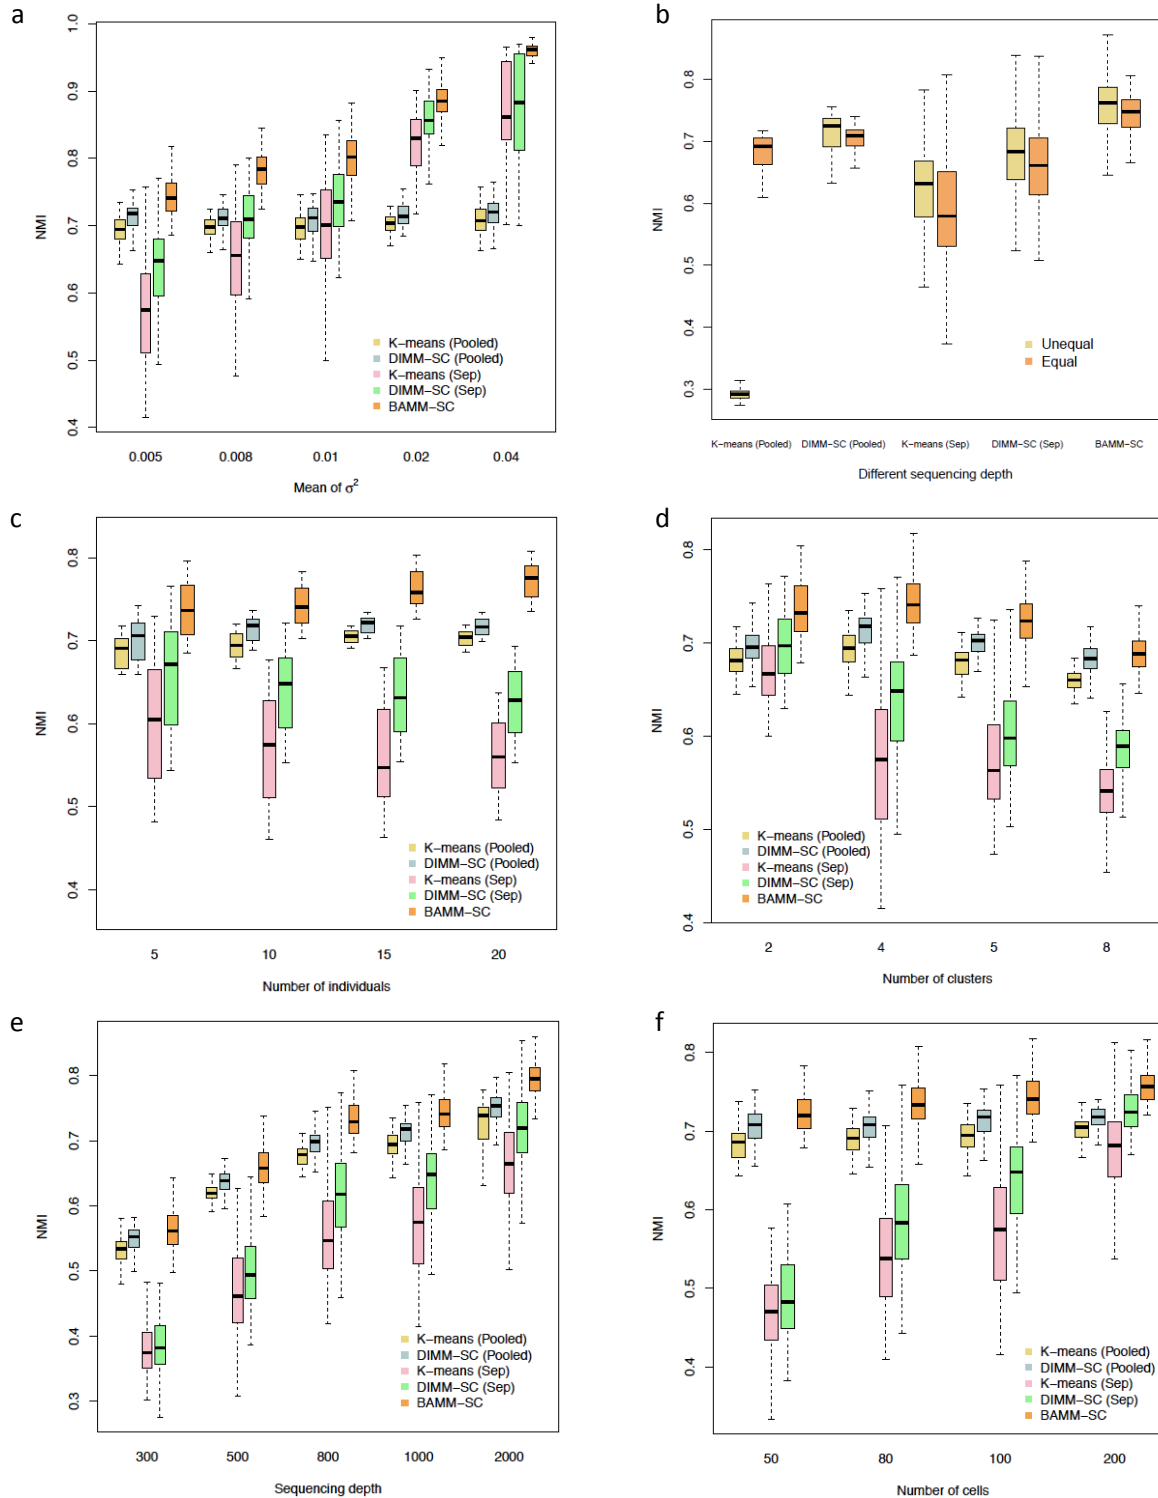 a
1.0
0.9
0.8
0.7
0.6
0.5
0.4
NMI
K-means (Pooled)
DIMM-SC (Pooled)
K-means (Sep)
DIMM-SC (Sep)
BAMM-SC
0.005 0.008 0.01 0.02 0.04
Mean of σ²
b
0.8
0.7
0.6
0.5
0.4
0.3
NMI
Unequal
Equal
K-means (Pooled) DIMM-SC (Pooled) K-means (Sep) DIMM-SC (Sep) BAMM-SC
Different sequencing depth
c
0.8
0.7
0.6
0.5
0.4
NMI
K-means (Pooled)
DIMM-SC (Pooled)
K-means (Sep)
DIMM-SC (Sep)
BAMM-SC
5 10 15 20
Number of individuals
d
0.8
0.7
0.6
0.5
0.4
NMI
K-means (Pooled)
DIMM-SC (Pooled)
K-means (Sep)
DIMM-SC (Sep)
BAMM-SC
2 4 5 8
Number of clusters
e
0.8
0.7
0.6
0.5
0.4
0.3
NMI
K-means (Pooled)
DIMM-SC (Pooled)
K-means (Sep)
DIMM-SC (Sep)
BAMM-SC
300 500 800 1000 2000
Sequencing depth
f
0.8
0.7
0.6
0.5
0.4
NMI
K-means (Pooled)
DIMM-SC (Pooled)
K-means (Sep)
DIMM-SC (Sep)
BAMM-SC
50 80 100 200
Number of cells